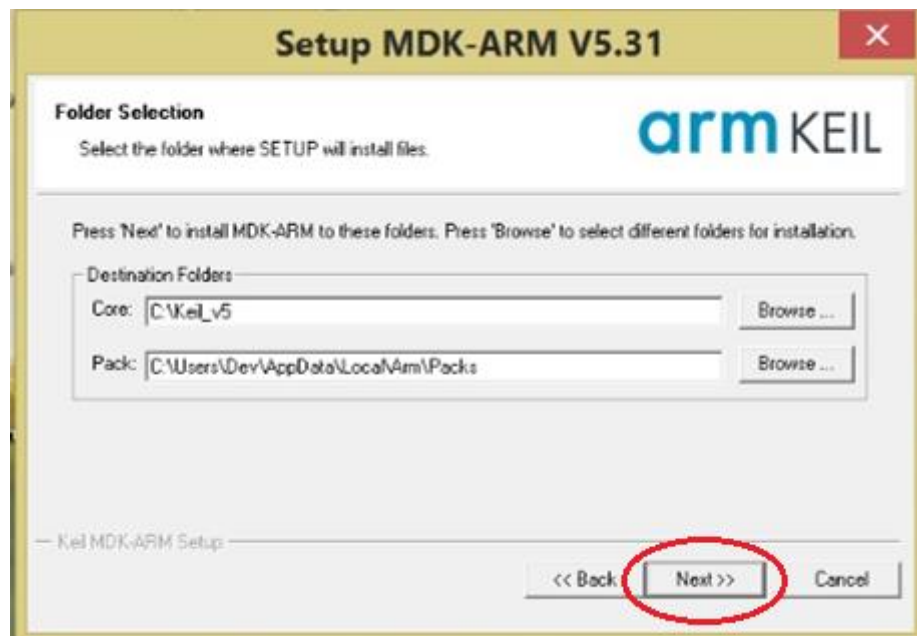 Setup MDK-ARM V5.31
Folder Selection
Select the folder where SETUP will install files.
arm KEIL
Press 'Next' to install MDK-ARM to these folders. Press 'Browse' to select different folders for installation.
Destination Folders
Core: C:\Keil_v5 Browse ...
Pack: C:\Users\Dev\AppData\Local\Arm\Packs Browse ...
Keil MDK-ARM Setup
<< Back Next >> Cancel